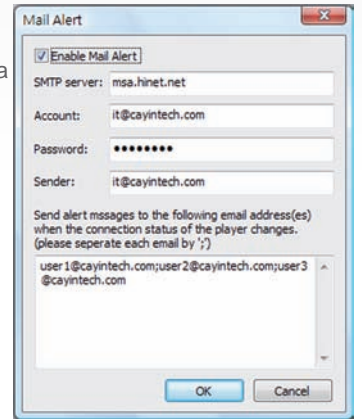 Mail Alert
Enable Mail Alert
a
SMTP server: msa.hinet.net
Account: it@cayintech.com
Password: ●●●●●●●●
Sender: it@cayintech.com
Send alert mssages to the following email address(es)
when the connection status of the player changes.
(please seperate each email by ';')
user1@cayintech.com;user2@cayintech.com;user3
@cayintech.com
OK Cancel